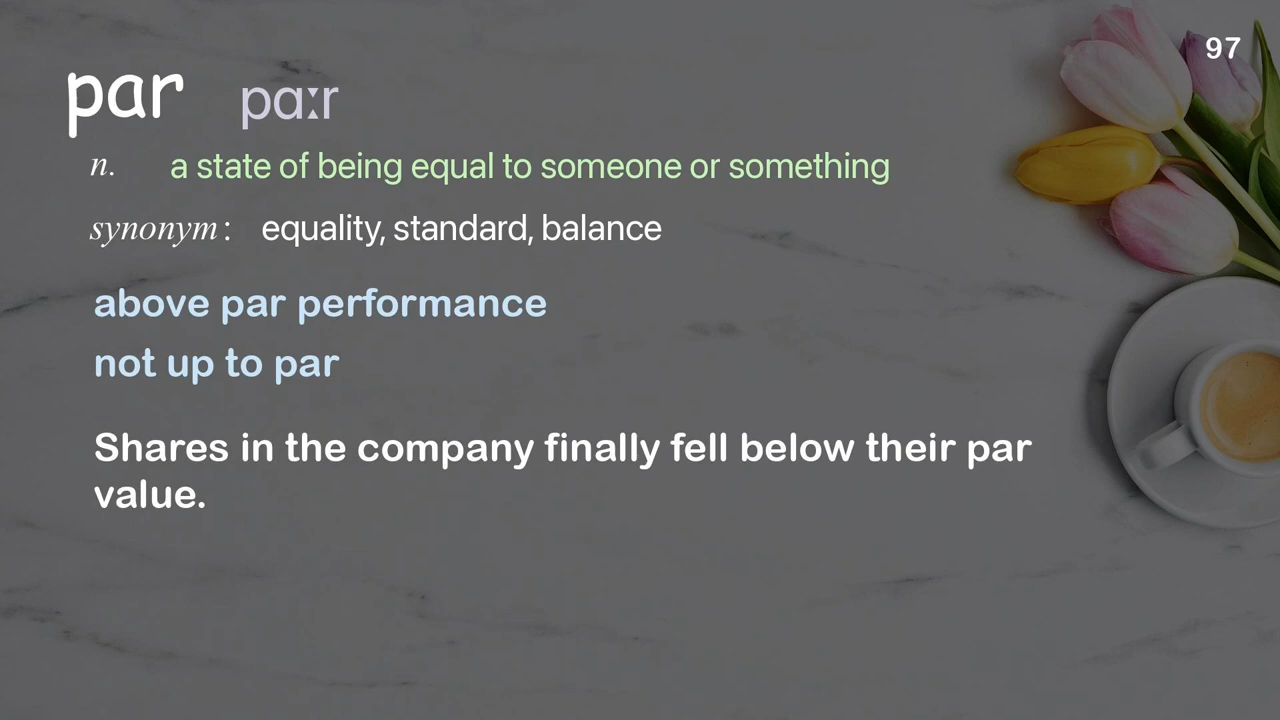 97
par pɑːr
n. a state of being equal to someone or something
synonym: equality, standard, balance
above par performance
not up to par
Shares in the company finally fell below their par
value.